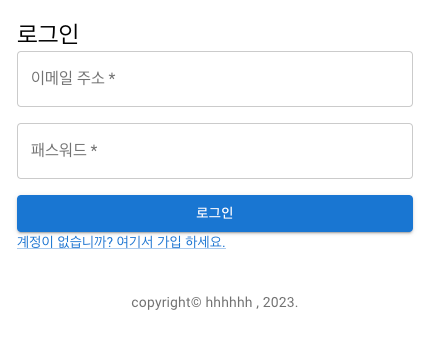 로그인
이메일 주소 *
패스워드 *
로그인
계정이 없습니까? 여기서 가입 하세요.
copyright© hhhhhh , 2023.